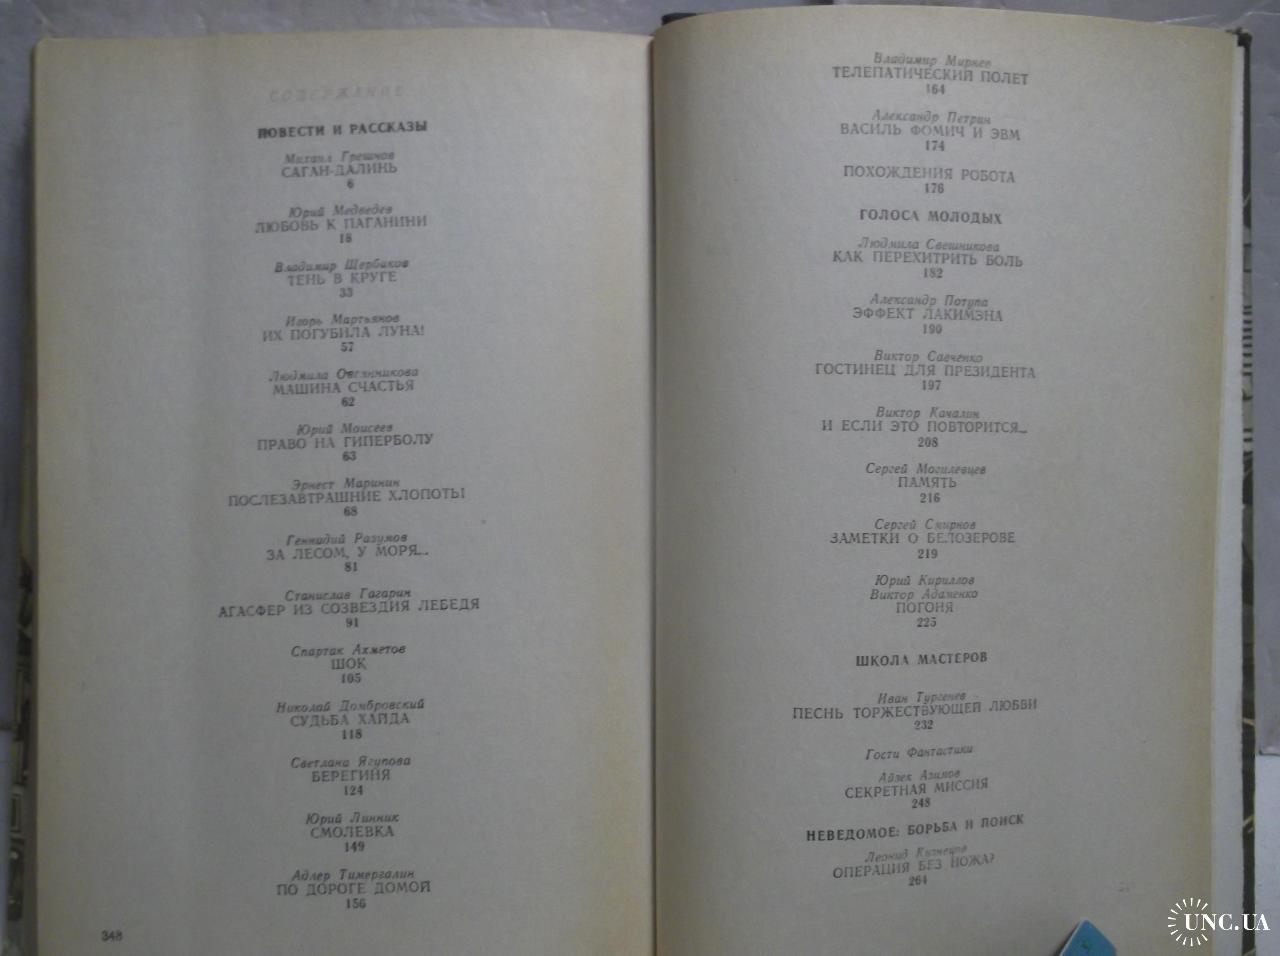 СОДЕРЖАНИЕ
ПОВЕСТИ И РАССКАЗЫ
Михаил Грешнов
САГАН-ДАЛИНЬ
6
Юрий Медведев
ЛЮБОВЬ К ПАГАНИНИ
18
Владимир Щербаков
ТЕНЬ В КРУГЕ
33
Игорь Мартьянов
ИХ ПОГУБИЛА ЛУНА!
57
Людмила Овсянникова
МАШИНА СЧАСТЬЯ
62
Юрий Моисеев
ПРАВО НА ГИПЕРБОЛУ
63
Эрнест Маринин
ПОСЛЕЗАВТРАШНИЕ ХЛОПОТЫ
68
Геннадий Разумов
ЗА ЛЕСОМ, У МОРЯ...
81
Станислав Гагарин
АГАСФЕР ИЗ СОЗВЕЗДИЯ ЛЕБЕДЯ
91
Спартак Ахметов
ШОК
105
Николай Домбровский
СУДЬБА ХАЙДА
118
Светлана Ягупова
БЕРЕГИНЯ
124
Юрий Линник
СМОЛЕВКА
149
Адлер Тимергалин
ПО ДОРОГЕ ДОМОЙ
156
348
Владимир Мирнев
ТЕЛЕПАТИЧЕСКИЙ ПОЛЕТ
164
Александр Петрин
ВАСИЛЬ ФОМИЧ И ЭВМ
174
ПОХОЖДЕНИЯ РОБОТА
176
ГОЛОСА МОЛОДЫХ
Людмила Свешникова
КАК ПЕРЕХИТРИТЬ БОЛЬ
182
Александр Потупа
ЭФФЕКТ ЛАКИМЭНА
190
Виктор Савченко
ГОСТИНЕЦ ДЛЯ ПРЕЗИДЕНТА
197
Виктор Качалин
И ЕСЛИ ЭТО ПОВТОРИТСЯ...
208
Сергей Могилевцев
ПАМЯТЬ
216
Сергей Смирнов
ЗАМЕТКИ О БЕЛОЗЕРОВЕ
219
Юрий Кириллов
Виктор Адаменко
ПОГОНЯ
225
ШКОЛА МАСТЕРОВ
Иван Тургенев
ПЕСНЬ ТОРЖЕСТВУЮЩЕЙ ЛЮБВИ
232
Гости Фантастики
Айзек Азимов
СЕКРЕТНАЯ МИССИЯ
248
НЕВЕДОМОЕ: БОРЬБА И ПОИСК
Леонид Кузнецов
ОПЕРАЦИЯ БЕЗ НОЖА?
264
UNC.UA